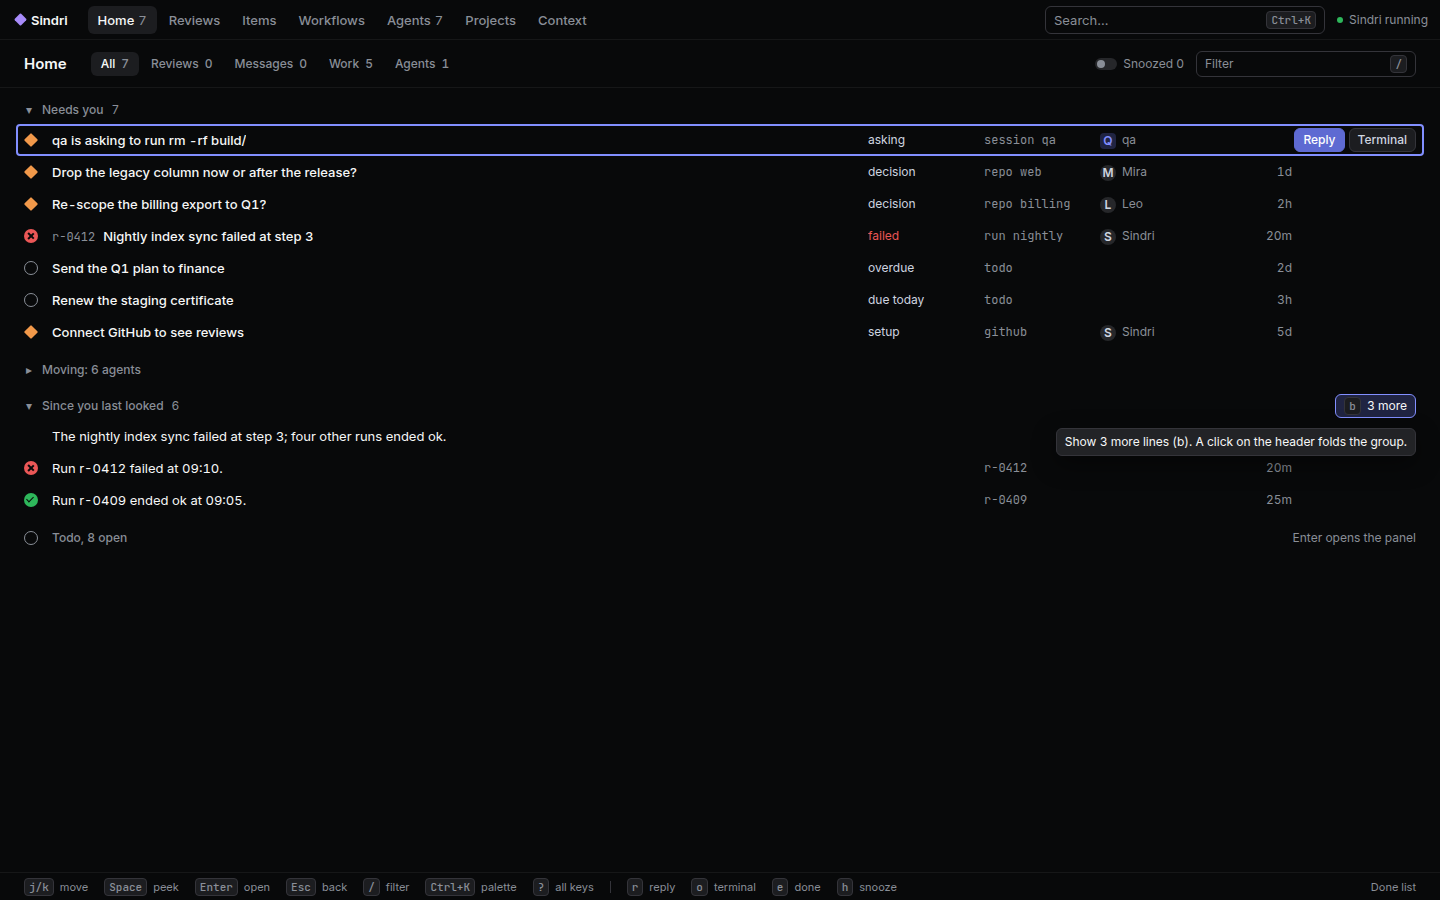 Sindri Home 7 Reviews Items Workflows Agents 7 Projects Context Search... Ctrl+K Sindri running
Home All 7 Reviews 0 Messages 0 Work 5 Agents 1 Snoozed 0 Filter /
Needs you 7
qa is asking to run rm -rf build/ asking session qa Q qa Reply Terminal
Drop the legacy column now or after the release? decision repo web M Mira 1d
Re-scope the billing export to Q1? decision repo billing L Leo 2h
r-0412 Nightly index sync failed at step 3 failed run nightly S Sindri 20m
Send the Q1 plan to finance overdue todo 2d
Renew the staging certificate due today todo 3h
Connect GitHub to see reviews setup github S Sindri 5d
Moving: 6 agents
Since you last looked 6 b 3 more
The nightly index sync failed at step 3; four other runs ended ok.
Show 3 more lines (b). A click on the header folds the group.
Run r-0412 failed at 09:10. r-0412 20m
Run r-0409 ended ok at 09:05. r-0409 25m
Todo, 8 open Enter opens the panel
j/k move Space peek Enter open Esc back / filter Ctrl+K palette ? all keys r reply o terminal e done h snooze Done list